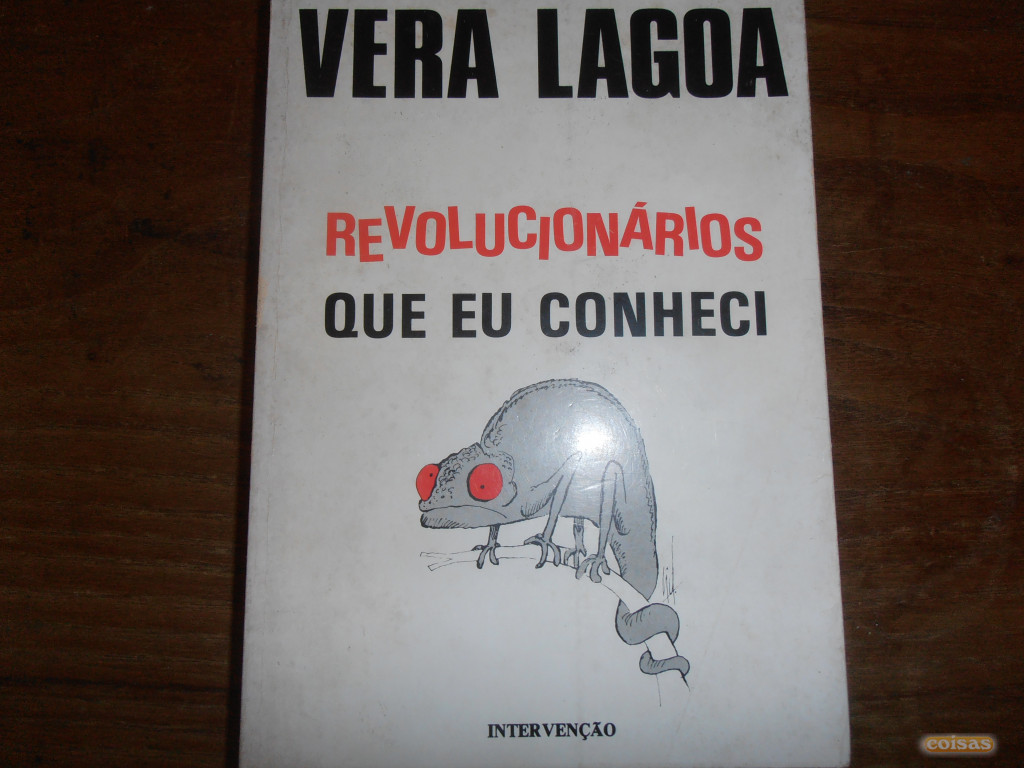 VERA LAGOA
REVOLUCIONÁRIOS
QUE EU CONHECI
INTERVENÇÃO
coisas